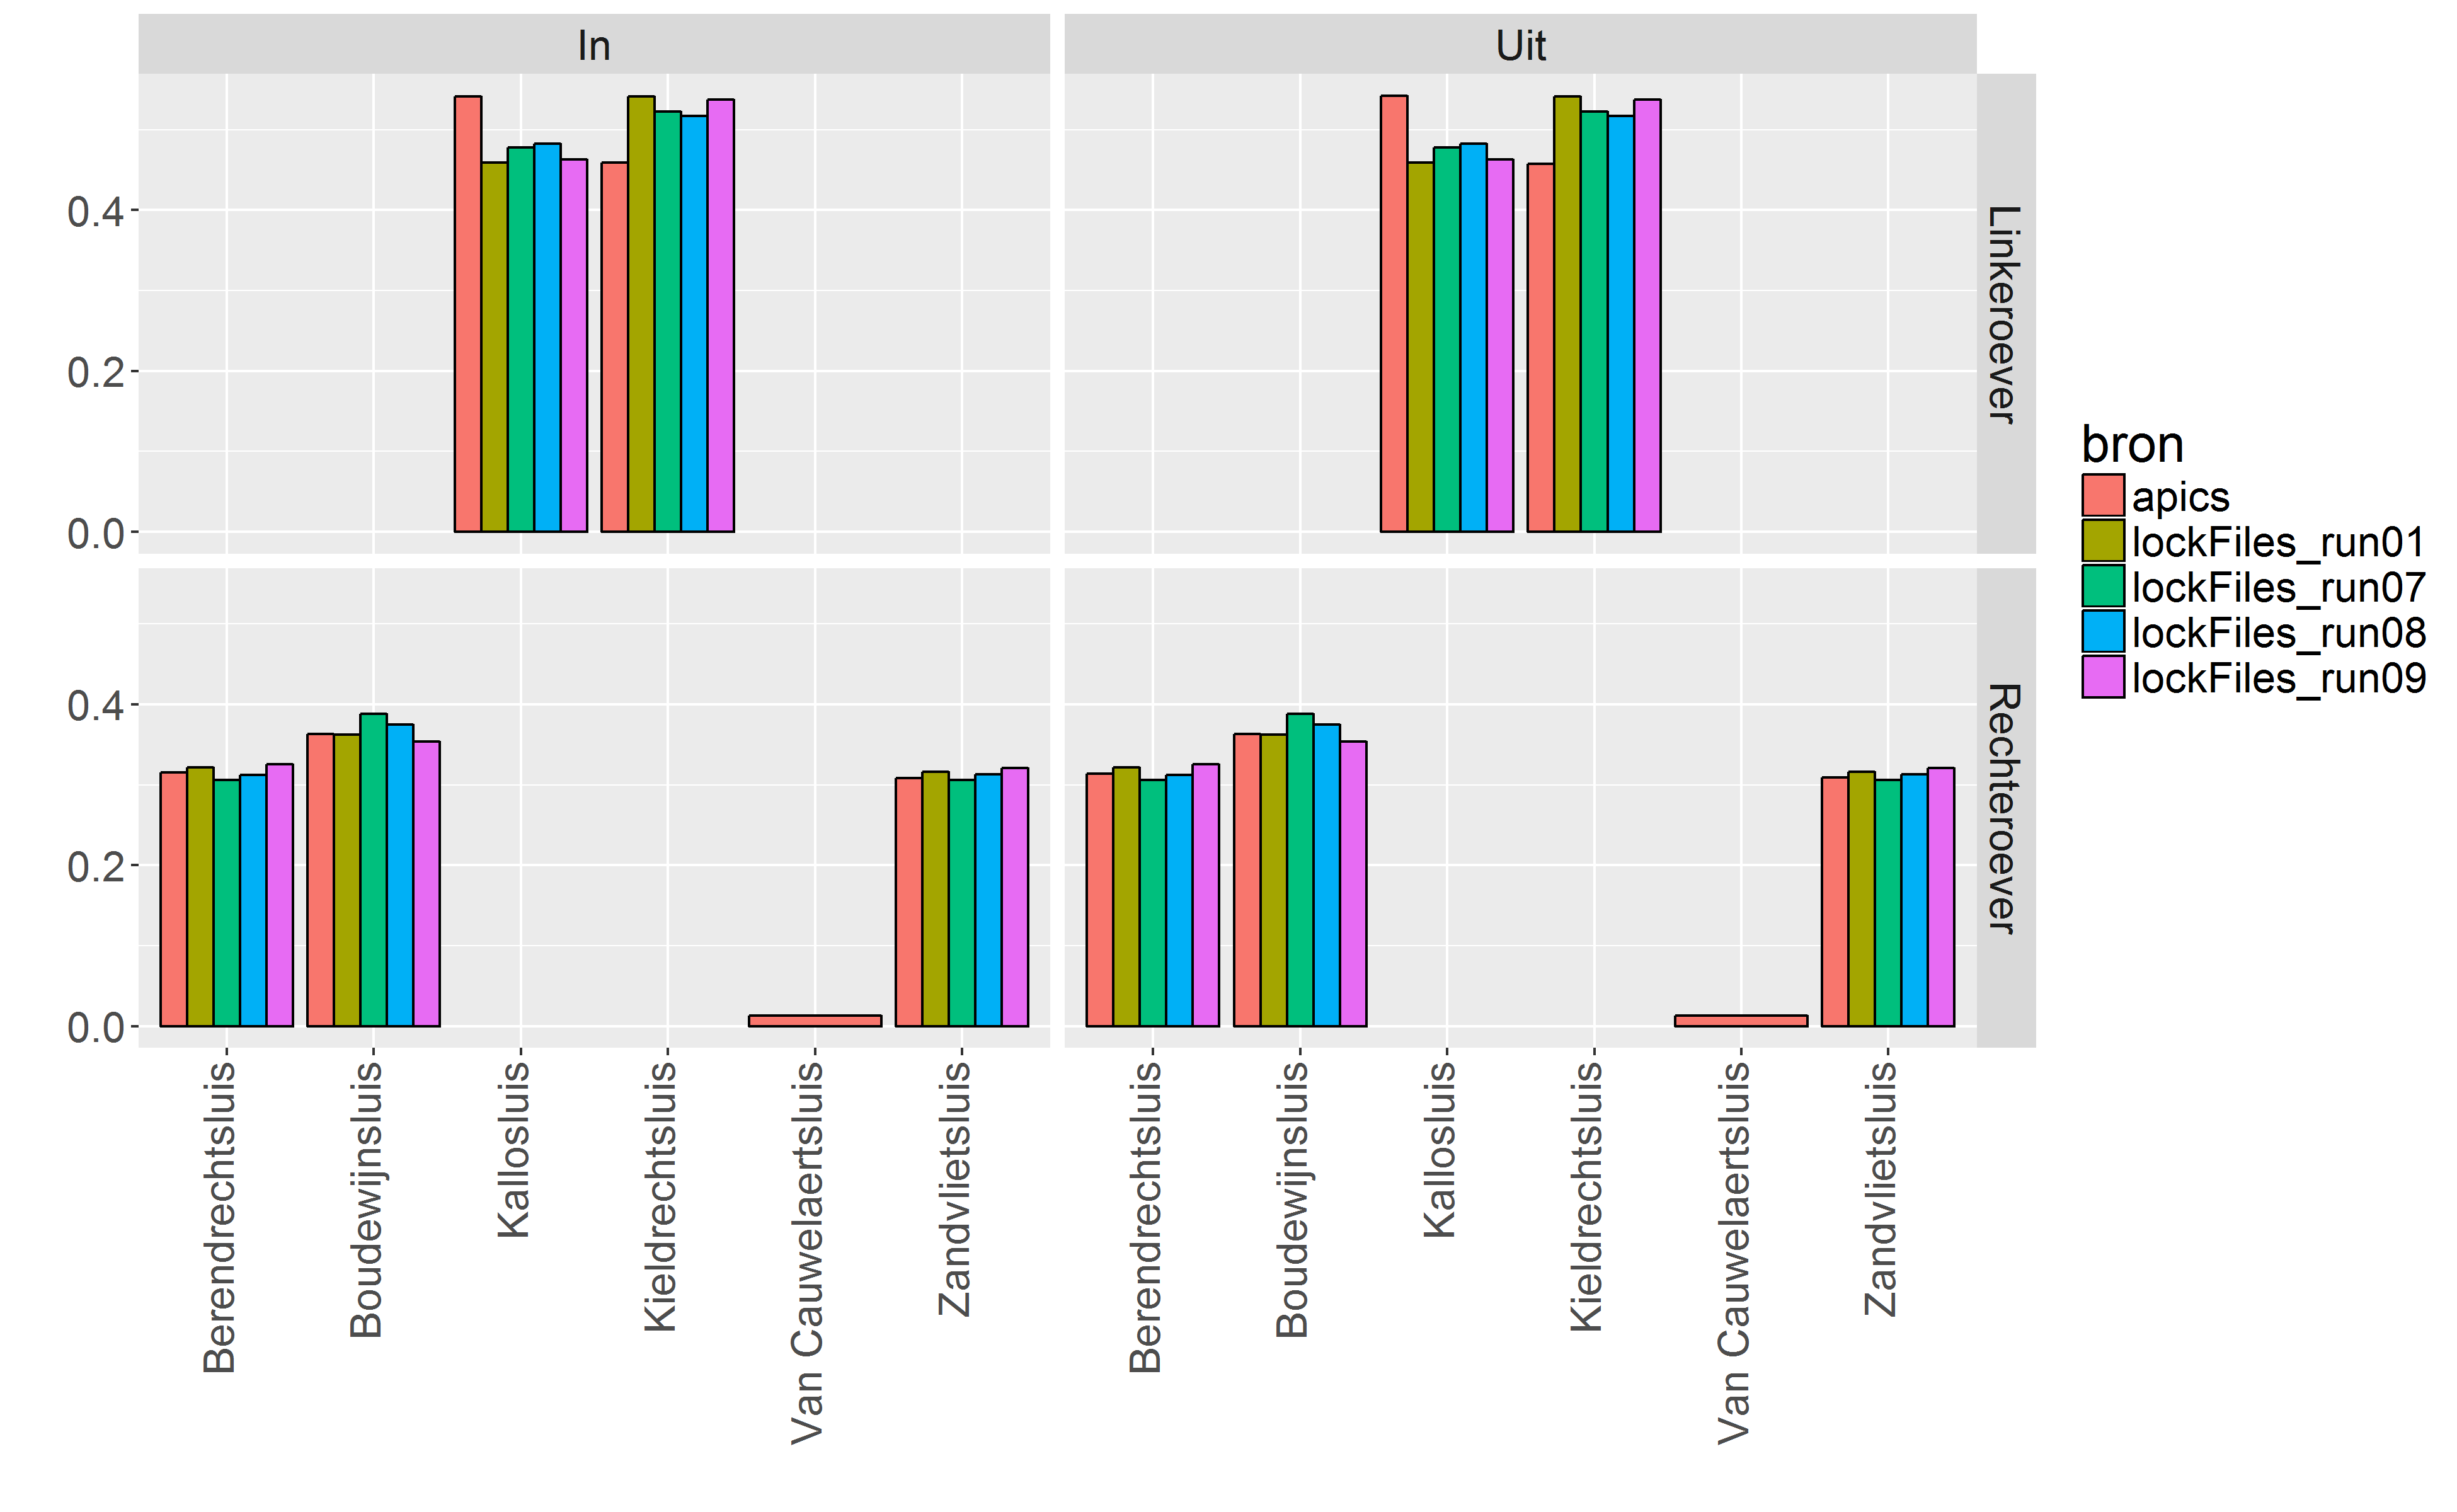 In
Uit
0.4
0.2
0.0
Linkeroever
0.4
0.2
0.0
Rechteroever
Berendrechtsluis
Boudewijnsluis
Kallosluis
Kieldrechtsluis
Van Cauwelaertsluis
Zandvlietsluis
Berendrechtsluis
Boudewijnsluis
Kallosluis
Kieldrechtsluis
Van Cauwelaertsluis
Zandvlietsluis
bron
apics
lockFiles_run01
lockFiles_run07
lockFiles_run08
lockFiles_run09